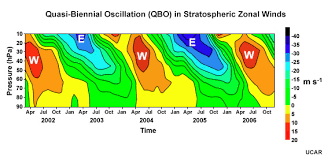 Quasi-Biennial Oscillation (QBO) in Stratospheric Zonal Winds
Pressure (hPa)
10
20
30
40
50
60
70
80
90
W
E
W
E
W
Apr Jul Oct Jan Apr Jul Oct Jan Apr Jul Oct Jan Apr Jul Oct Jan Apr Jul Oct
2002 2003 2004 2005 2006
Time
-40
-35
-30
-25
-20
-15
-10
-5
0
5
10
15
20
m s-1
UCAR